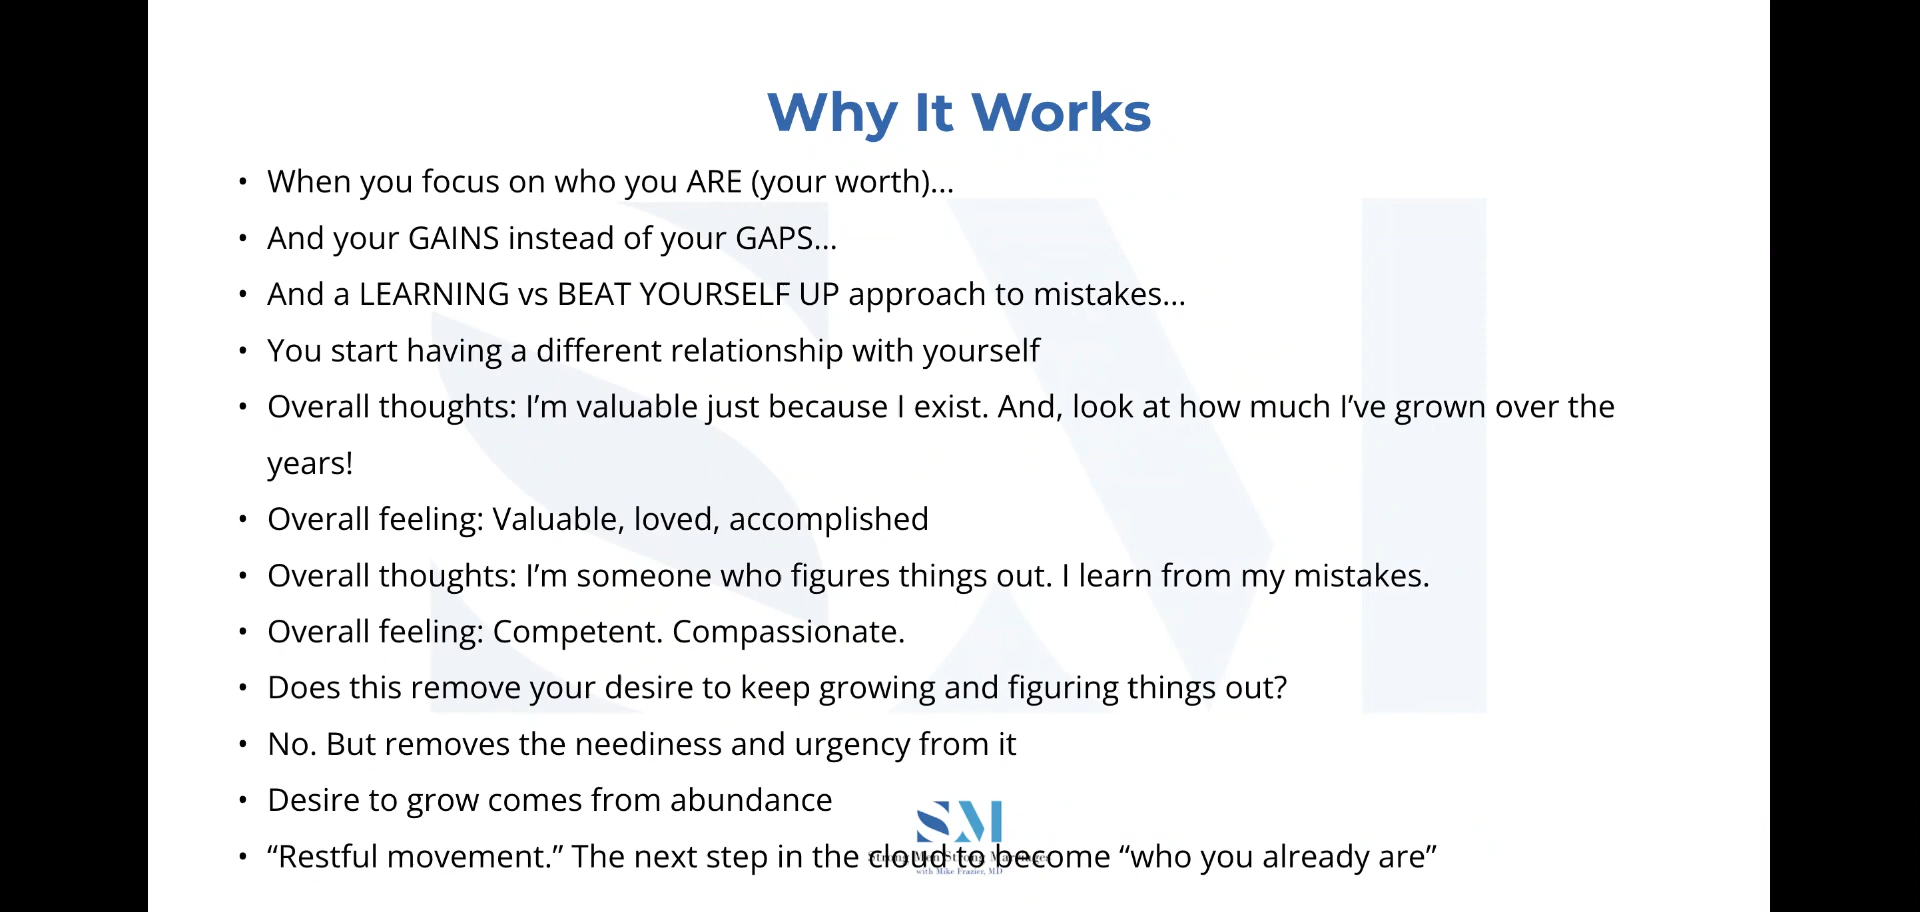 Why It Works
• When you focus on who you ARE (your worth)...
• And your GAINS instead of your GAPS...
• And a LEARNING vs BEAT YOURSELF UP approach to mistakes...
• You start having a different relationship with yourself
• Overall thoughts: I’m valuable just because I exist. And, look at how much I’ve grown over the
years!
• Overall feeling: Valuable, loved, accomplished
• Overall thoughts: I’m someone who figures things out. I learn from my mistakes.
• Overall feeling: Competent. Compassionate.
• Does this remove your desire to keep growing and figuring things out?
• No. But removes the neediness and urgency from it
• Desire to grow comes from abundance
SM
• “Restful movement.” The next step in the cloud to become “who you already are”
Strong Men Strong Marriages
with Mike Frazier, MD